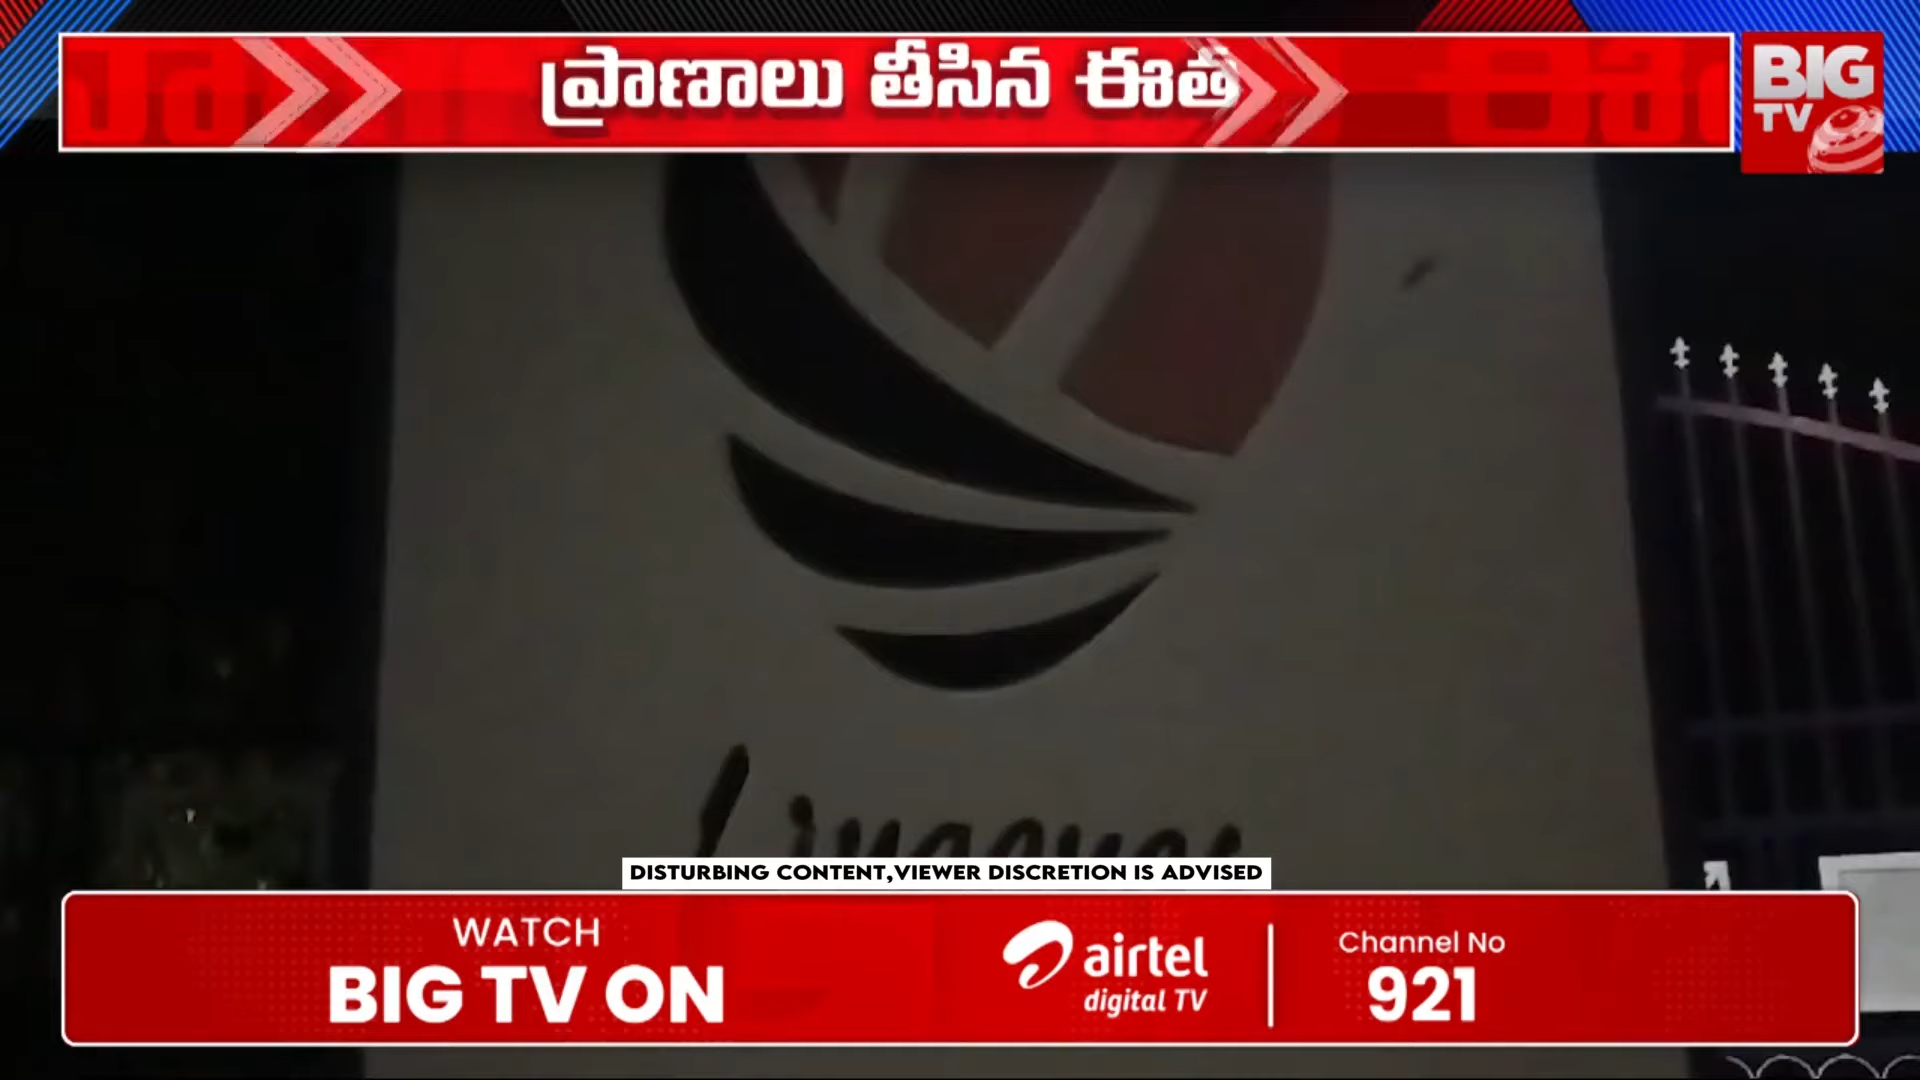 ప్రాణాలు తీసిన ఈత
BIG
TV
DISTURBING CONTENT,VIEWER DISCRETION IS ADVISED
WATCH
BIG TV ON
airtel
digital TV
Channel No
921